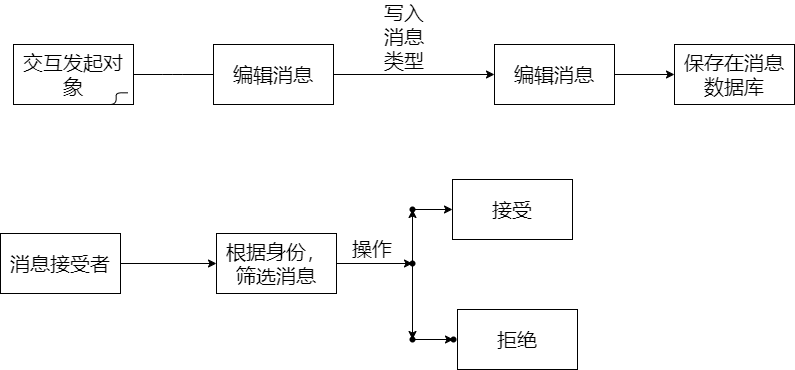 写入
消息
类型
交互发起对
象
编辑消息
编辑消息
保存在消息
数据库
消息接受者
根据身份，
筛选消息
操作
接受
拒绝